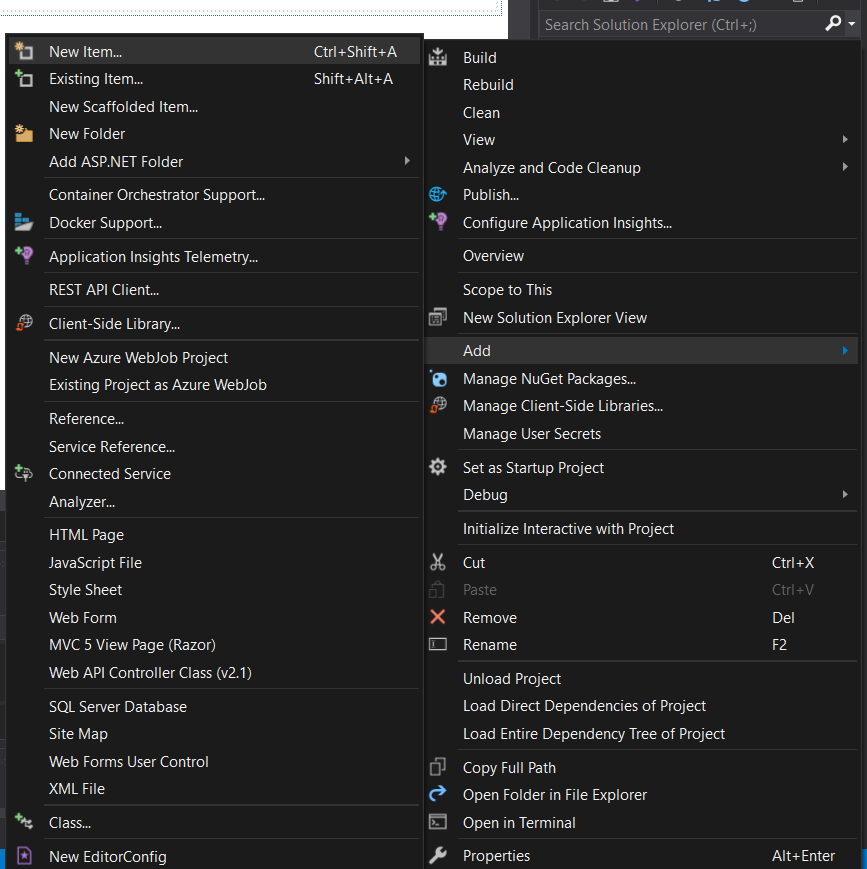 Search Solution Explorer (Ctrl+;)
New Item... Ctrl+Shift+A
Existing Item... Shift+Alt+A
New Scaffolded Item...
New Folder
Add ASP.NET Folder
Container Orchestrator Support...
Docker Support...
Application Insights Telemetry...
REST API Client...
Client-Side Library...
New Azure WebJob Project
Existing Project as Azure WebJob
Reference...
Service Reference...
Connected Service
Analyzer...
HTML Page
JavaScript File
Style Sheet
Web Form
MVC 5 View Page (Razor)
Web API Controller Class (v2.1)
SQL Server Database
Site Map
Web Forms User Control
XML File
Class...
New EditorConfig
Build
Rebuild
Clean
View
Analyze and Code Cleanup
Publish...
Configure Application Insights...
Overview
Scope to This
New Solution Explorer View
Add
Manage NuGet Packages...
Manage Client-Side Libraries...
Manage User Secrets
Set as Startup Project
Debug
Initialize Interactive with Project
Cut Ctrl+X
Paste Ctrl+V
Remove Del
Rename F2
Unload Project
Load Direct Dependencies of Project
Load Entire Dependency Tree of Project
Copy Full Path
Open Folder in File Explorer
Open in Terminal
Properties Alt+Enter